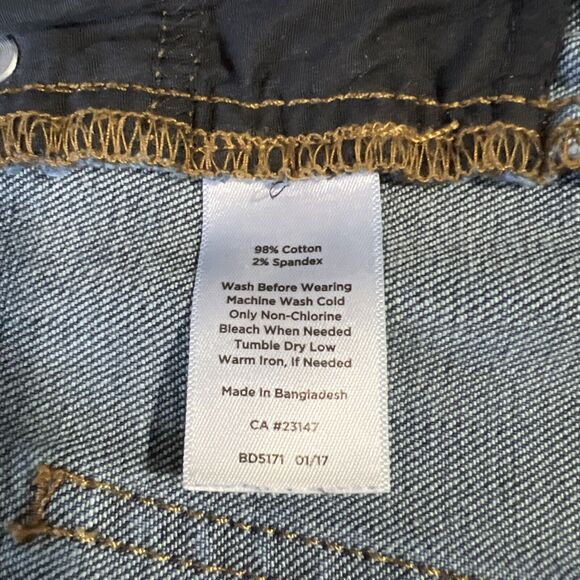 98% Cotton
2% Spandex
Wash Before Wearing
Machine Wash Cold
Only Non-Chlorine
Bleach When Needed
Tumble Dry Low
Warm Iron, If Needed
Made In Bangladesh
CA #23147
BD5171 01/17